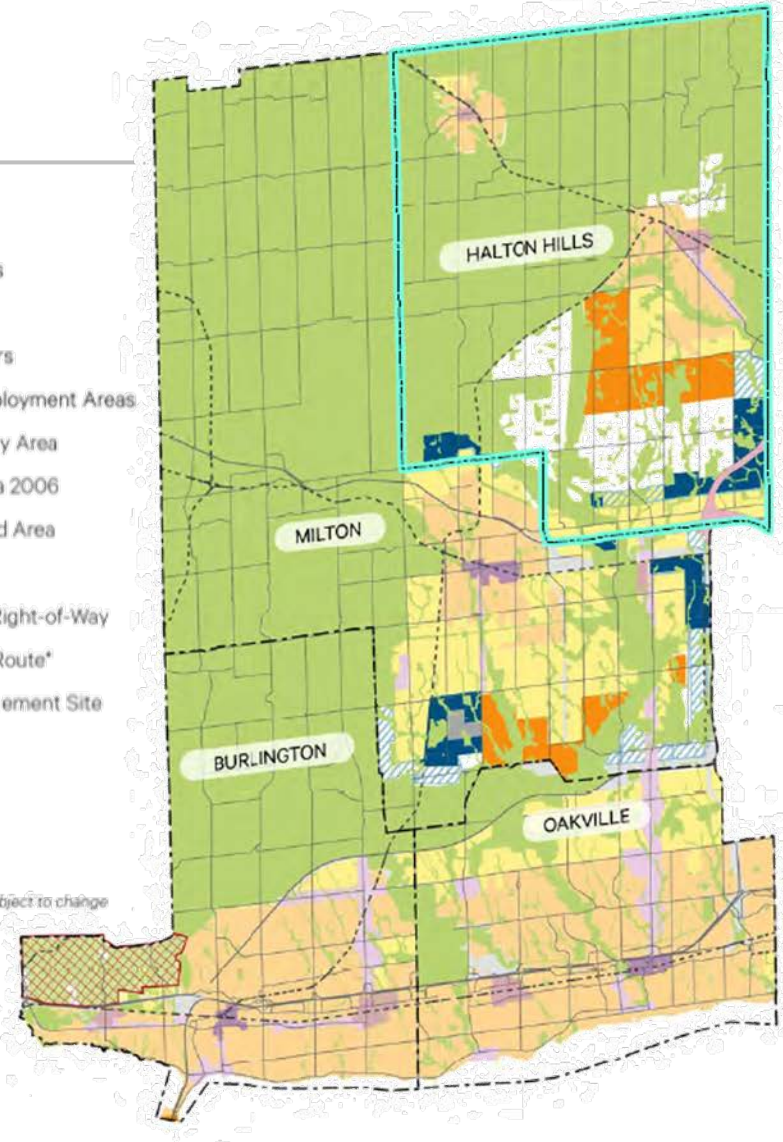 s
rs
ployment Areas
y Area
a 2006
d Area
Right-of-Way
Route*
ement Site
bject to change
HALTON HILLS
MILTON
BURLINGTON
OAKVILLE